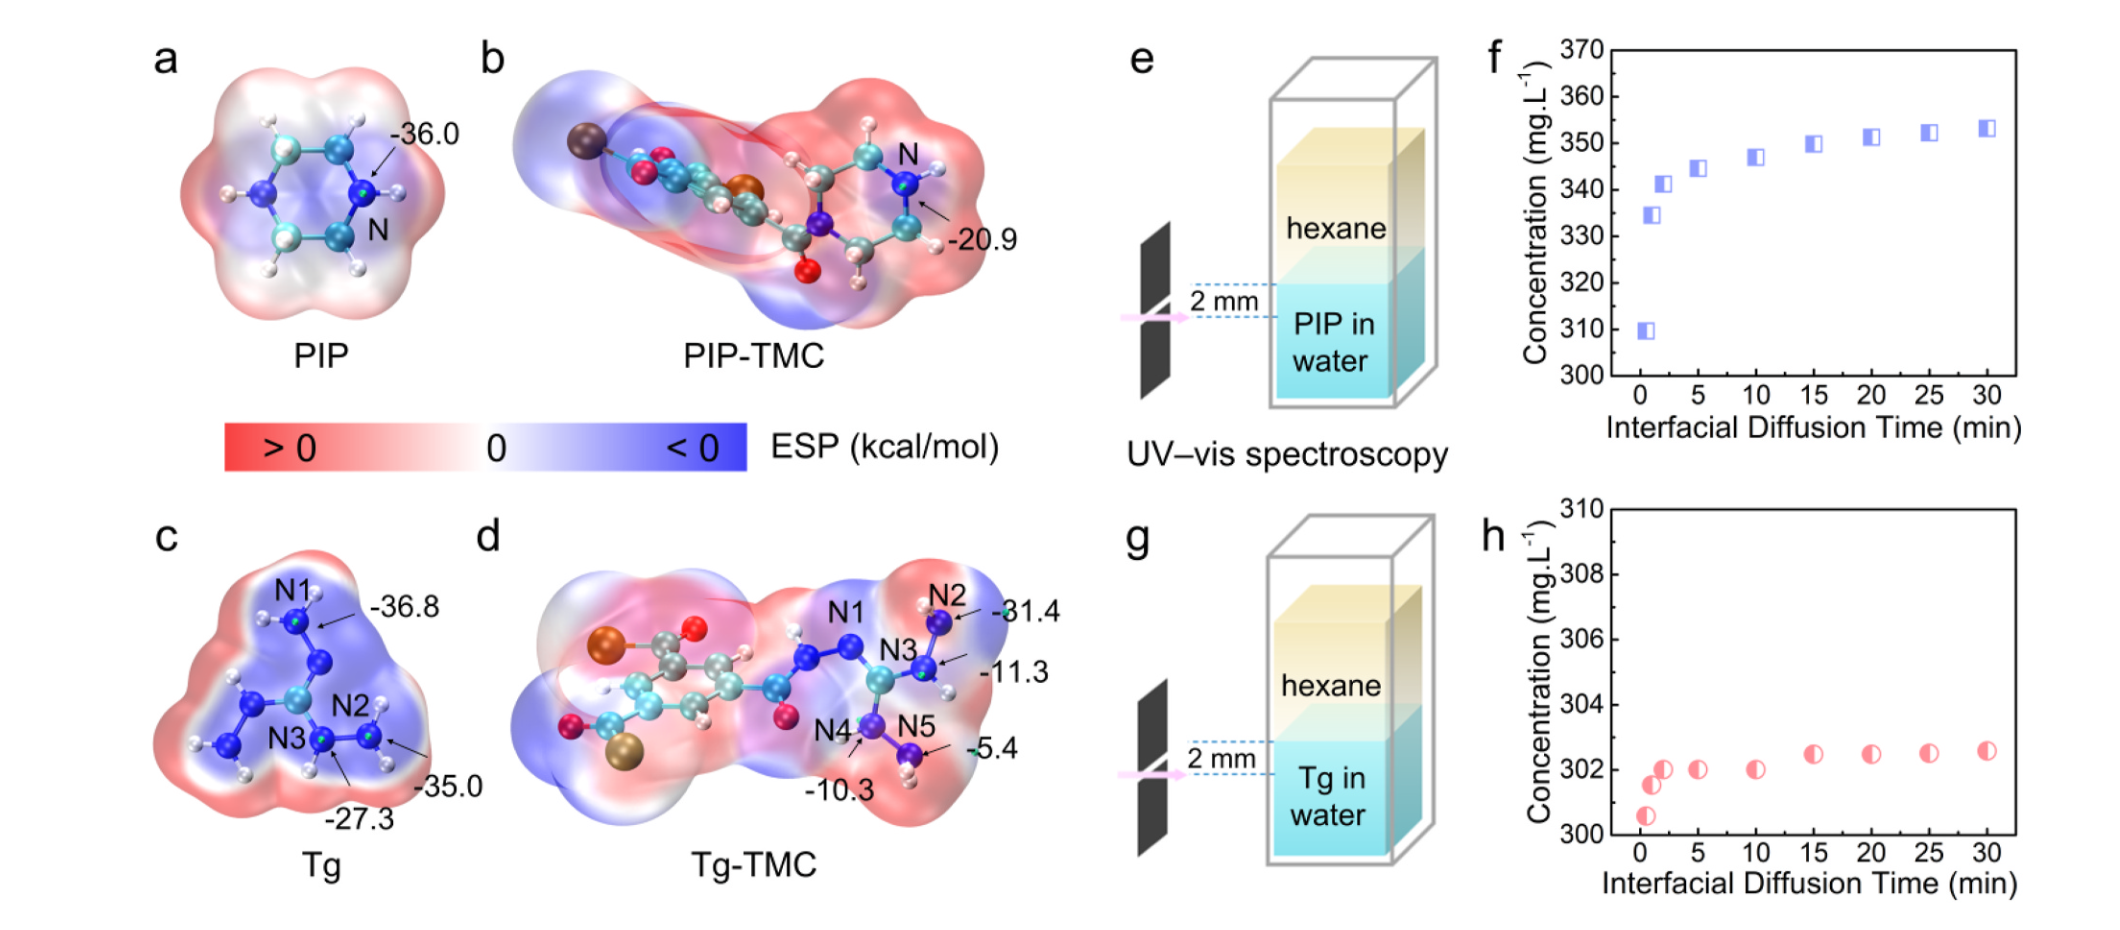 a
-36.0
N
PIP
b
N
-20.9
PIP-TMC
> 0 0 < 0 ESP (kcal/mol)
c
N1
-36.8
N2
N3
-35.0
-27.3
Tg
d
N1
N2
-31.4
N3
-11.3
N4
N5
-5.4
-10.3
Tg-TMC
e
hexane
2 mm
PIP in
water
UV–vis spectroscopy
f
Concentration (mg.L⁻¹)
370
360
350
340
330
320
310
300
0 5 10 15 20 25 30
Interfacial Diffusion Time (min)
g
hexane
2 mm
Tg in
water
h
Concentration (mg.L⁻¹)
310
308
306
304
302
300
0 5 10 15 20 25 30
Interfacial Diffusion Time (min)